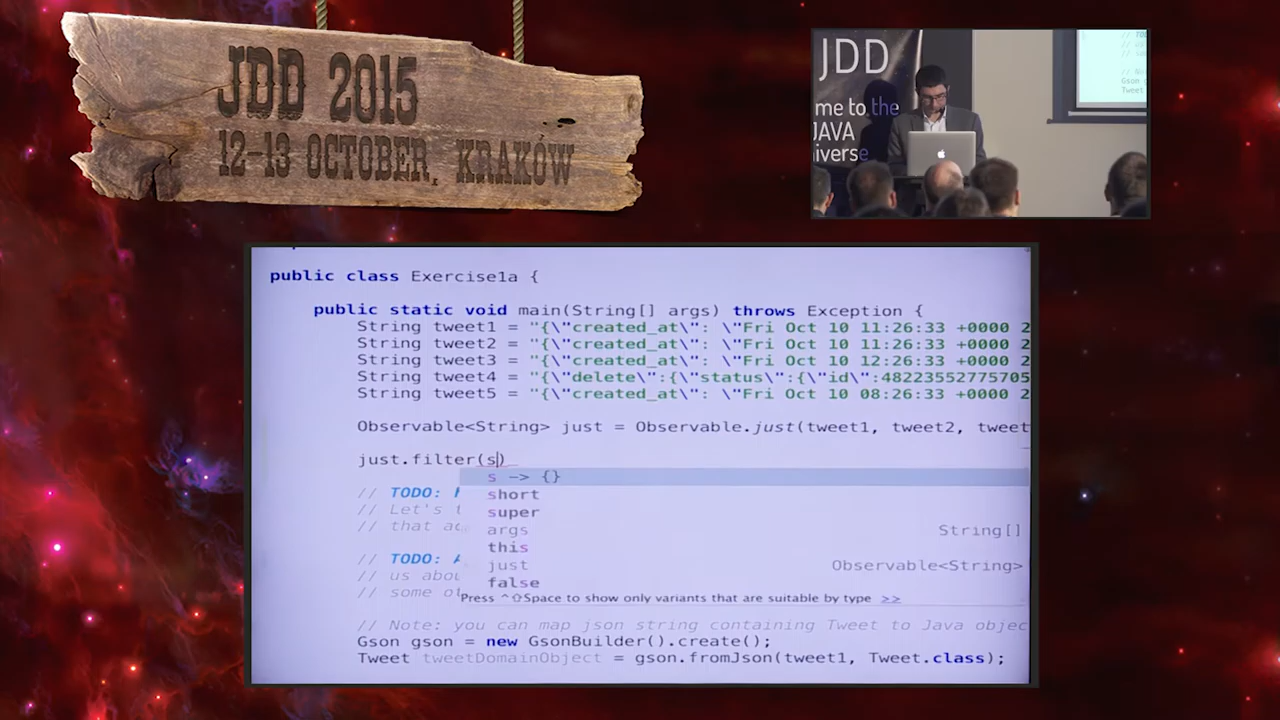 JDD 2015
12-13 OCTOBER, KRAKÓW
JDD
me to the
JAVA
iverse
public class Exercise1a {
public static void main(String[] args) throws Exception {
String tweet1 = "{\"created_at\": \"Fri Oct 10 11:26:33 +0000 2
String tweet2 = "{\"created_at\": \"Fri Oct 10 11:26:33 +0000 2
String tweet3 = "{\"created_at\": \"Fri Oct 10 12:26:33 +0000 2
String tweet4 = "{\"delete\":{\"status\":{\"id\":48223552775705
String tweet5 = "{\"created_at\": \"Fri Oct 10 08:26:33 +0000 2
Observable<String> just = Observable.just(tweet1, tweet2, tweet
just.filter(s)
s -> {}
short
super
args String[]
this
just Observable<String>
false
Press ^⇧Space to show only variants that are suitable by type >>
// TODO:
// Let's
// that
// TODO:
// us
// some
// Note: you can map json string containing Tweet to Java objec
Gson gson = new GsonBuilder().create();
Tweet tweetDomainObject = gson.fromJson(tweet1, Tweet.class);